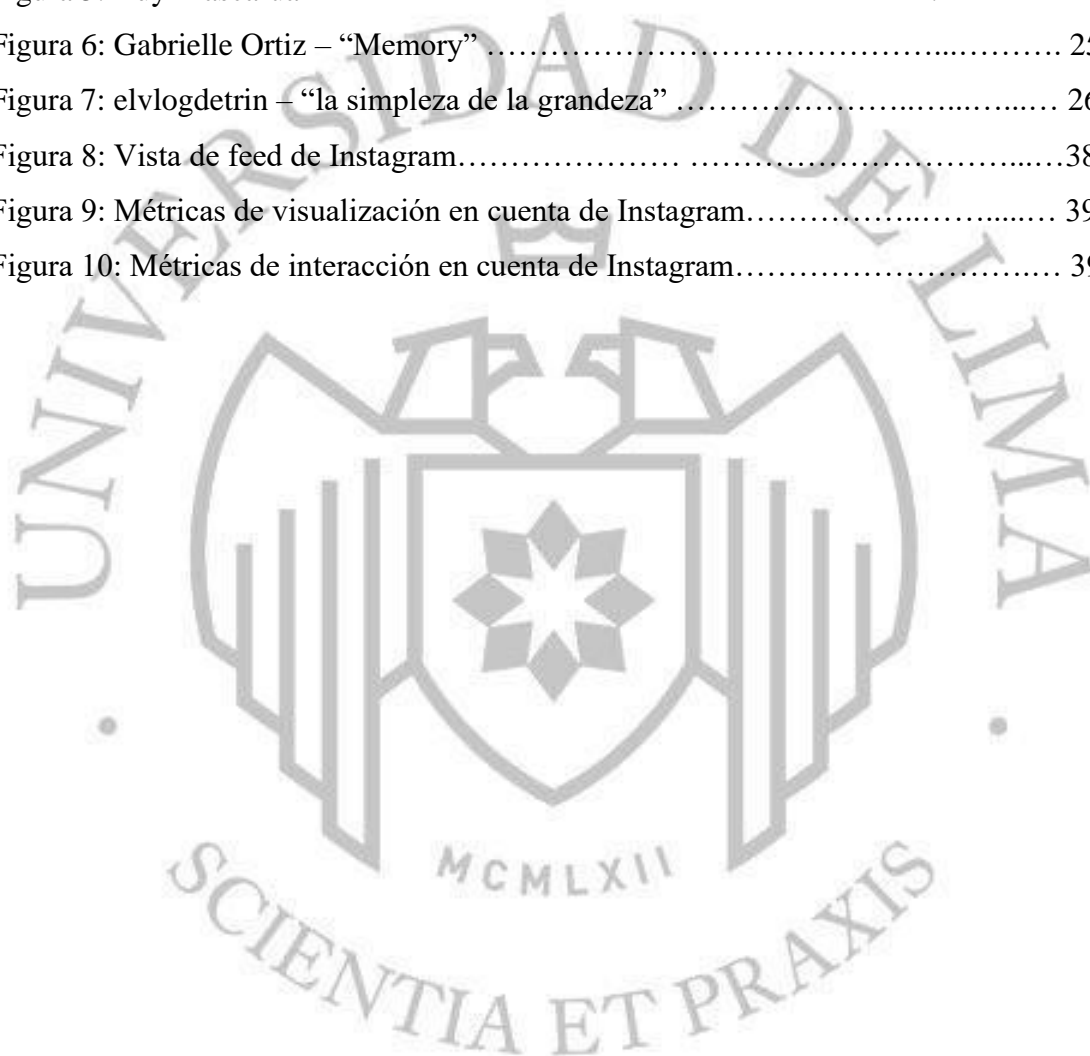 Figura 6: Gabrielle Ortiz – “Memory” ……………………………………...………. 25
Figura 7: elvlogdetrin – “la simpleza de la grandeza” …………………...…...…...… 26
Figura 8: Vista de feed de Instagram………………… ……………………………...…38
Figura 9: Métricas de visualización en cuenta de Instagram……………..…….....… 39
Figura 10: Métricas de interacción en cuenta de Instagram…………………………..… 39
UNIVERSIDAD DE LIMA
MCMLXII
SCIENTIA ET PRAXIS